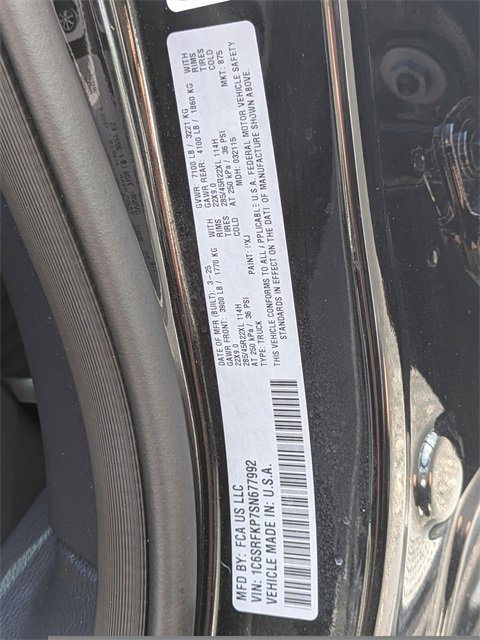 MFD BY: FCA US LLC
DATE OF MFR (BUILT): 3-25
GVWR: 7100 LB / 3221 KG
GAWR FRONT: 3900 LB / 1770 KG WITH
22X9.0 RIMS
285/45R22XL 114H TIRES
AT 250 kPa / 36 PSI COLD
GAWR REAR: 4100 LB / 1860 KG WITH
22X9.0 RIMS
285/45R22XL 114H TIRES
AT 250 kPa / 36 PSI COLD
VIN: 1C6SRFKP7SN677992
TYPE: TRUCK
PAINT: PXJ
MDH: 032115
MKT: 875
VEHICLE MADE IN: U.S.A.
THIS VEHICLE CONFORMS TO ALL APPLICABLE U.S.A. FEDERAL MOTOR VEHICLE SAFETY
STANDARDS IN EFFECT ON THE DATE OF MANUFACTURE SHOWN ABOVE.